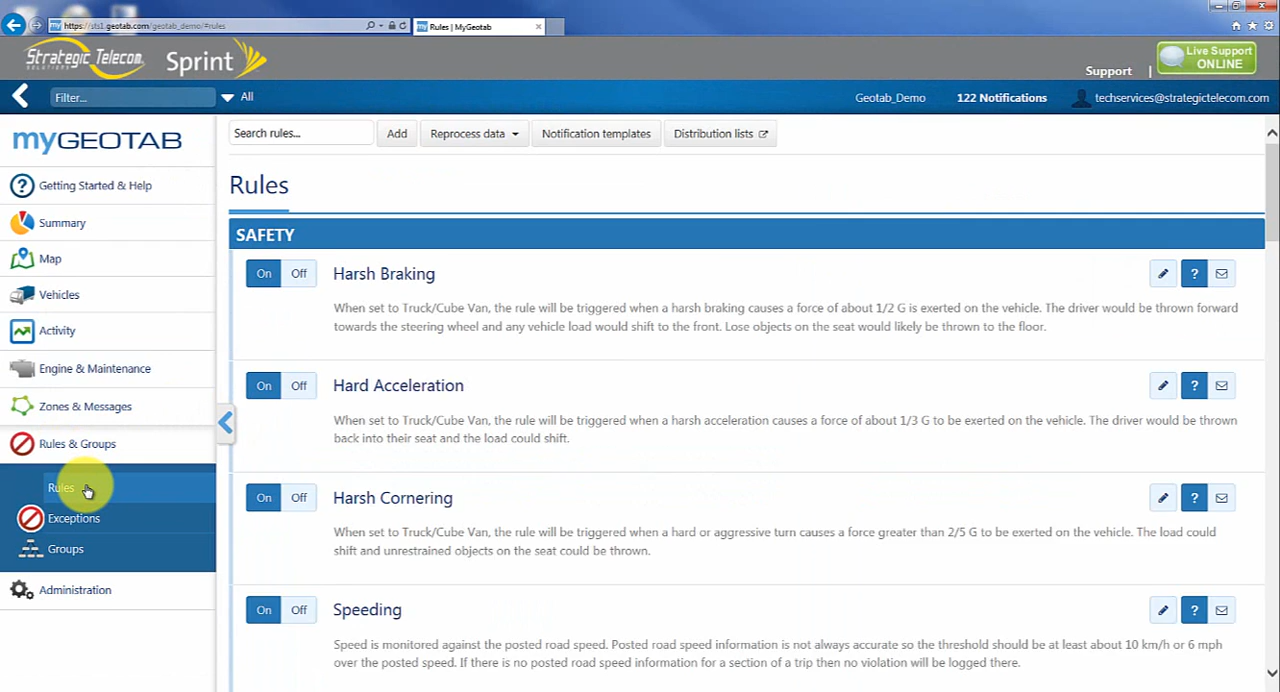 https://sts1.geotab.com/geotab_demo/#rules
Rules | MyGeotab
Strategic Telecom
SOLUTIONS
Sprint
Support |
Live Support
ONLINE
Filter...
All
Geotab_Demo
122 Notifications
techservices@strategictelecom.com
myGEOTAB
Getting Started & Help
Summary
Map
Vehicles
Activity
Engine & Maintenance
Zones & Messages
Rules & Groups
Rules
Exceptions
Groups
Administration
Search rules...
Add
Reprocess data
Notification templates
Distribution lists
Rules
SAFETY
On Off Harsh Braking ?
When set to Truck/Cube Van, the rule will be triggered when a harsh braking causes a force of about 1/2 G is exerted on the vehicle. The driver would be thrown forward
towards the steering wheel and any vehicle load would shift to the front. Lose objects on the seat would likely be thrown to the floor.
On Off Hard Acceleration ?
When set to Truck/Cube Van, the rule will be triggered when a harsh acceleration causes a force of about 1/3 G to be exerted on the vehicle. The driver would be thrown
back into their seat and the load could shift.
On Off Harsh Cornering ?
When set to Truck/Cube Van, the rule will be triggered when a hard or aggressive turn causes a force greater than 2/5 G to be exerted on the vehicle. The load could
shift and unrestrained objects on the seat could be thrown.
On Off Speeding ?
Speed is monitored against the posted road speed. Posted road speed information is not always accurate so the threshold should be at least about 10 km/h or 6 mph
over the posted speed. If there is no posted road speed information for a section of a trip then no violation will be logged there.